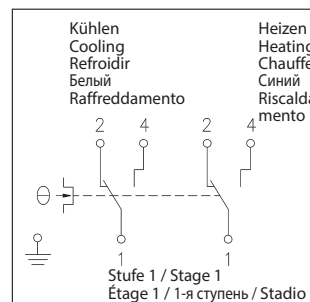 Kühlen
Cooling
Refroidir
Белый
Raffreddamento
Heizen
Heating
Chauffe
Синий
Riscalda
mento
2 4 2 4
θ
1 1
Stufe 1 / Stage 1
Étage 1 / 1-я ступень / Stadio